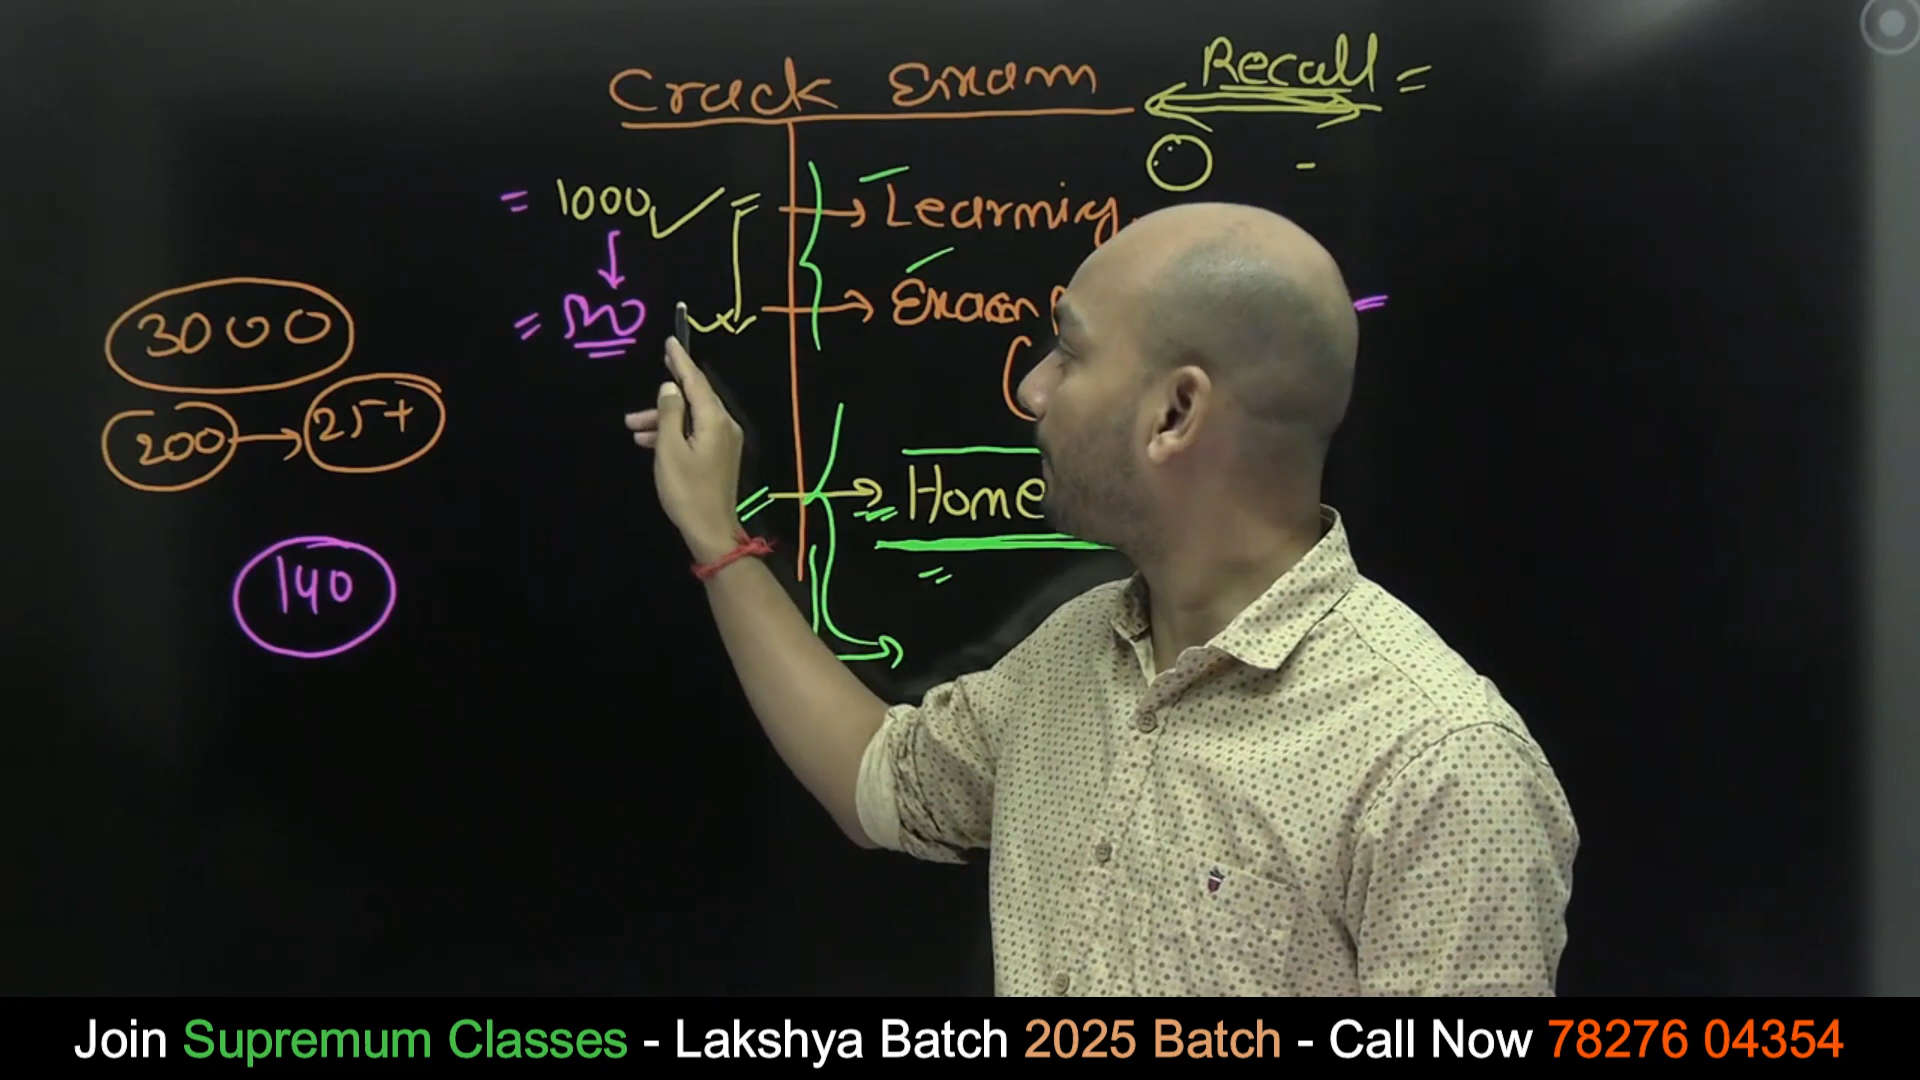 Crack Exam
Recall =
= 1000 ✓ =
→ Learning
= 500
→ Exam
3000
200 → 25+
→ Home
140
Join Supremum Classes - Lakshya Batch 2025 Batch - Call Now 78276 04354